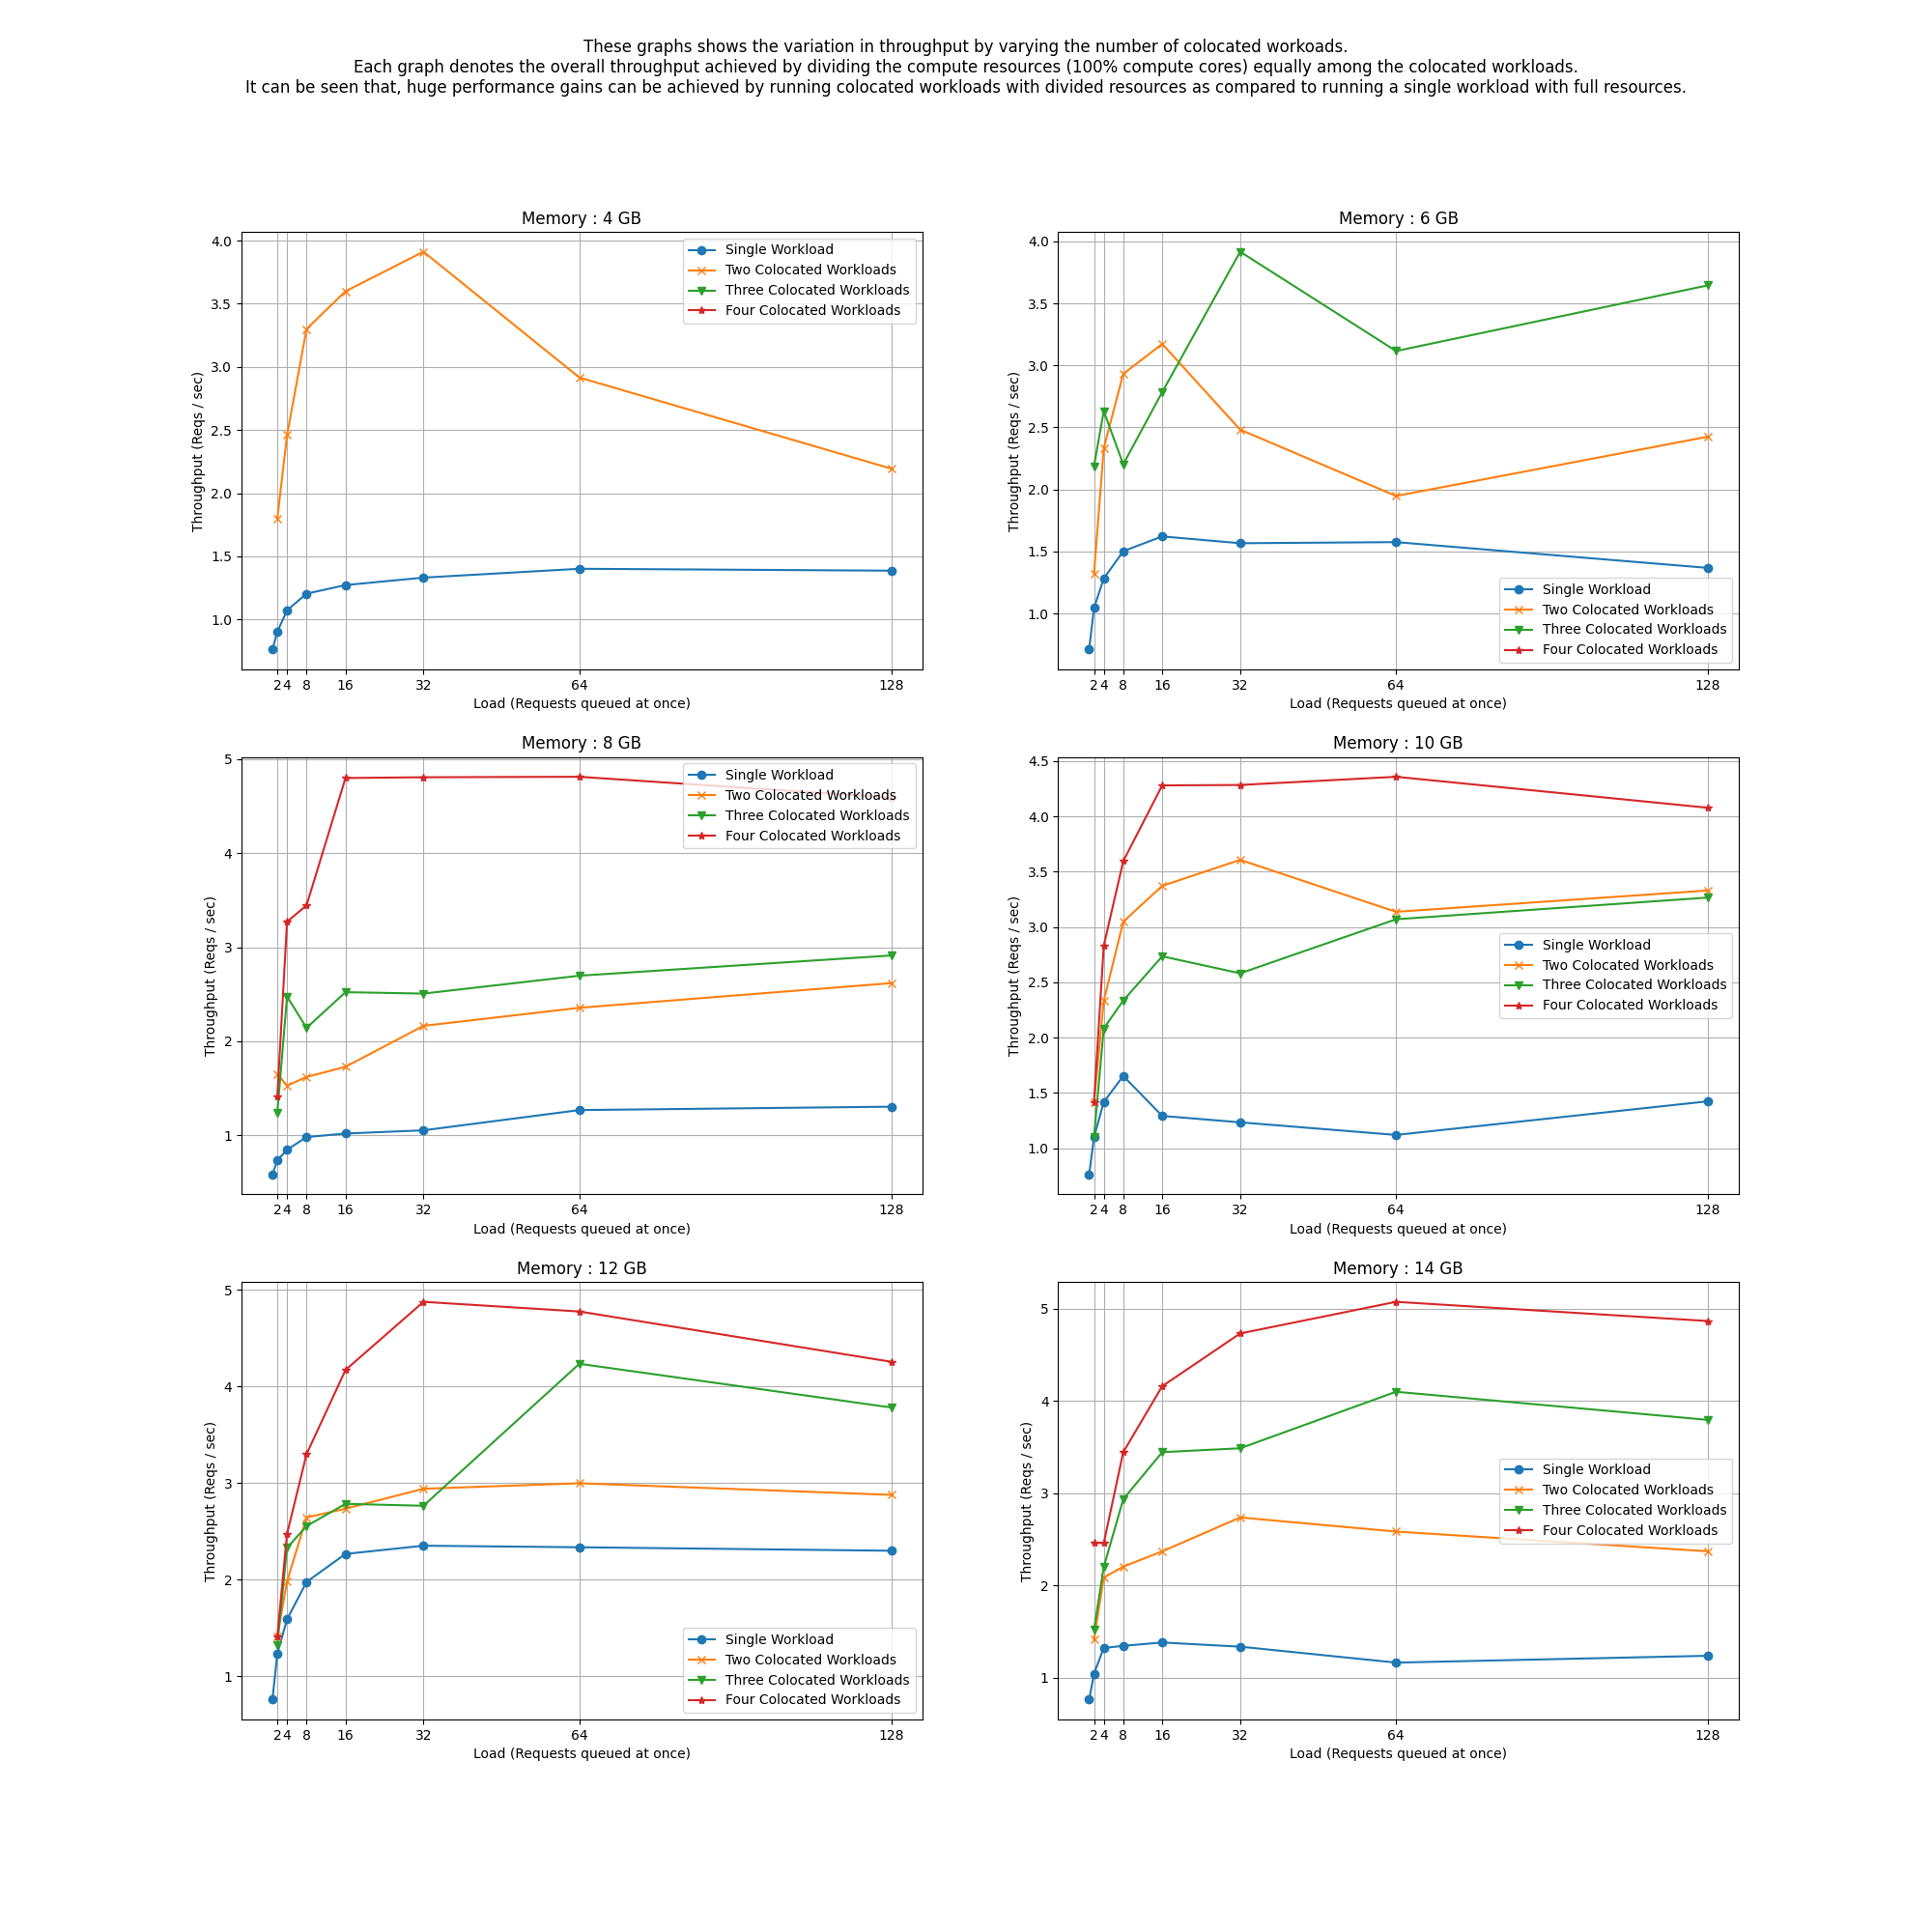 These graphs shows the variation in throughput by varying the number of colocated workoads.
Each graph denotes the overall throughput achieved by dividing the compute resources (100% compute cores) equally among the colocated workloads.
It can be seen that, huge performance gains can be achieved by running colocated workloads with divided resources as compared to running a single workload with full resources.
Memory : 4 GB
4.0
3.5
3.0
2.5
2.0
1.5
1.0
Throughput (Reqs / sec)
Single Workload
Two Colocated Workloads
Three Colocated Workloads
Four Colocated Workloads
2 4 8 16 32 64 128
Load (Requests queued at once)
Memory : 6 GB
4.0
3.5
3.0
2.5
2.0
1.5
1.0
Throughput (Reqs / sec)
Single Workload
Two Colocated Workloads
Three Colocated Workloads
Four Colocated Workloads
2 4 8 16 32 64 128
Load (Requests queued at once)
Memory : 8 GB
5
4
3
2
1
Throughput (Reqs / sec)
Single Workload
Two Colocated Workloads
Three Colocated Workloads
Four Colocated Workloads
2 4 8 16 32 64 128
Load (Requests queued at once)
Memory : 10 GB
4.5
4.0
3.5
3.0
2.5
2.0
1.5
1.0
Throughput (Reqs / sec)
Single Workload
Two Colocated Workloads
Three Colocated Workloads
Four Colocated Workloads
2 4 8 16 32 64 128
Load (Requests queued at once)
Memory : 12 GB
5
4
3
2
1
Throughput (Reqs / sec)
Single Workload
Two Colocated Workloads
Three Colocated Workloads
Four Colocated Workloads
2 4 8 16 32 64 128
Load (Requests queued at once)
Memory : 14 GB
5
4
3
2
1
Throughput (Reqs / sec)
Single Workload
Two Colocated Workloads
Three Colocated Workloads
Four Colocated Workloads
2 4 8 16 32 64 128
Load (Requests queued at once)